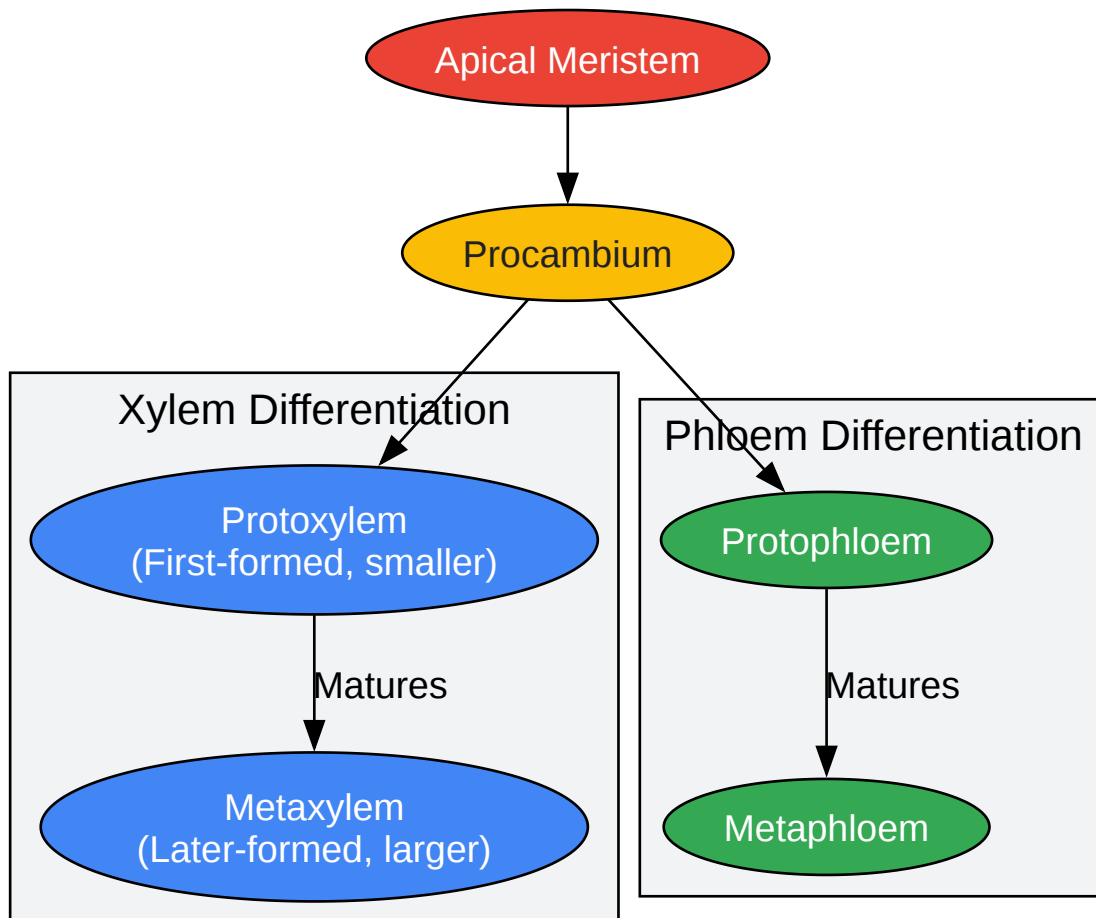 Apical Meristem
Procambium
Xylem Differentiation
Phloem Differentiation
Protoxylem
(First-formed, smaller)
Protophloem
Matures
Matures
Metaxylem
(Later-formed, larger)
Metaphloem